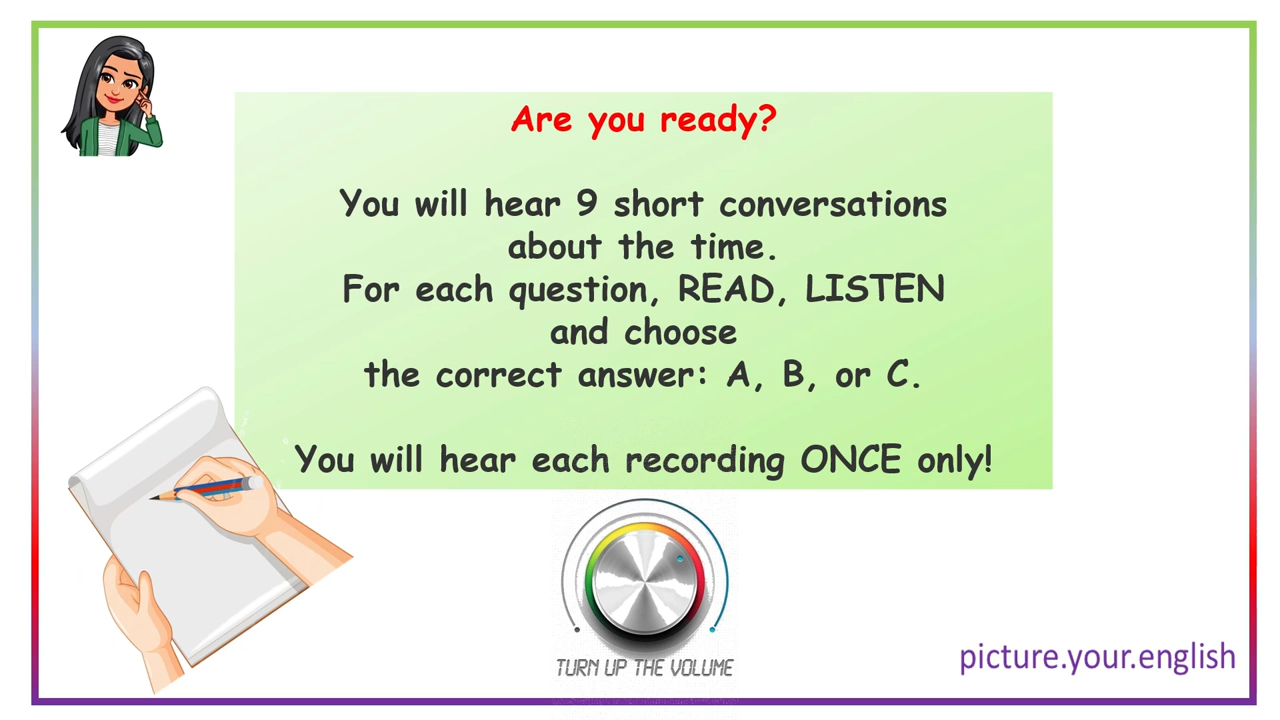 Are you ready?
You will hear 9 short conversations
about the time.
For each question, READ, LISTEN
and choose
the correct answer: A, B, or C.
You will hear each recording ONCE only!
TURN UP THE VOLUME
picture.your.english